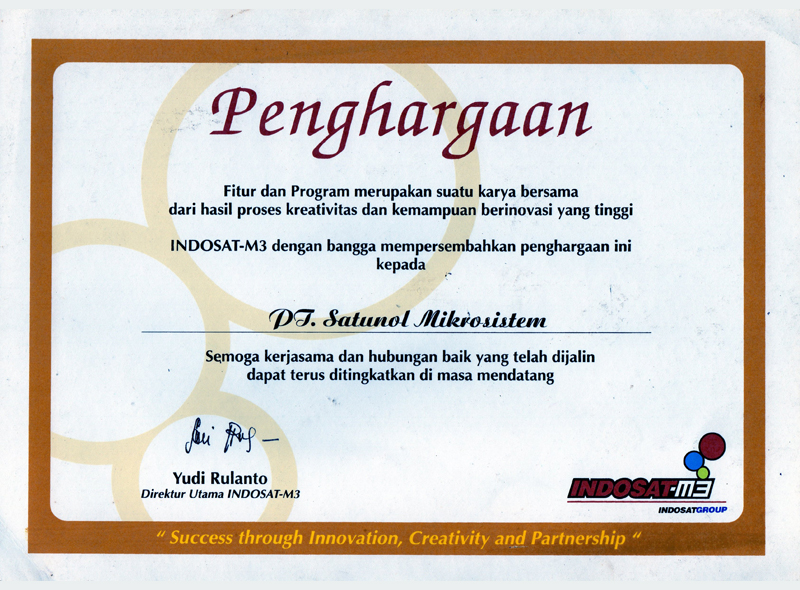 Penghargaan
Fitur dan Program merupakan suatu karya bersama
dari hasil proses kreativitas dan kemampuan berinovasi yang tinggi
INDOSAT-M3 dengan bangga mempersembahkan penghargaan ini
kepada
PT. Satunol Mikrosistem
Semoga kerjasama dan hubungan baik yang telah dijalin
dapat terus ditingkatkan di masa mendatang
Yudi Rulanto
Direktur Utama INDOSAT-M3
INDOSAT-M3
INDOSATGROUP
“ Success through Innovation, Creativity and Partnership “